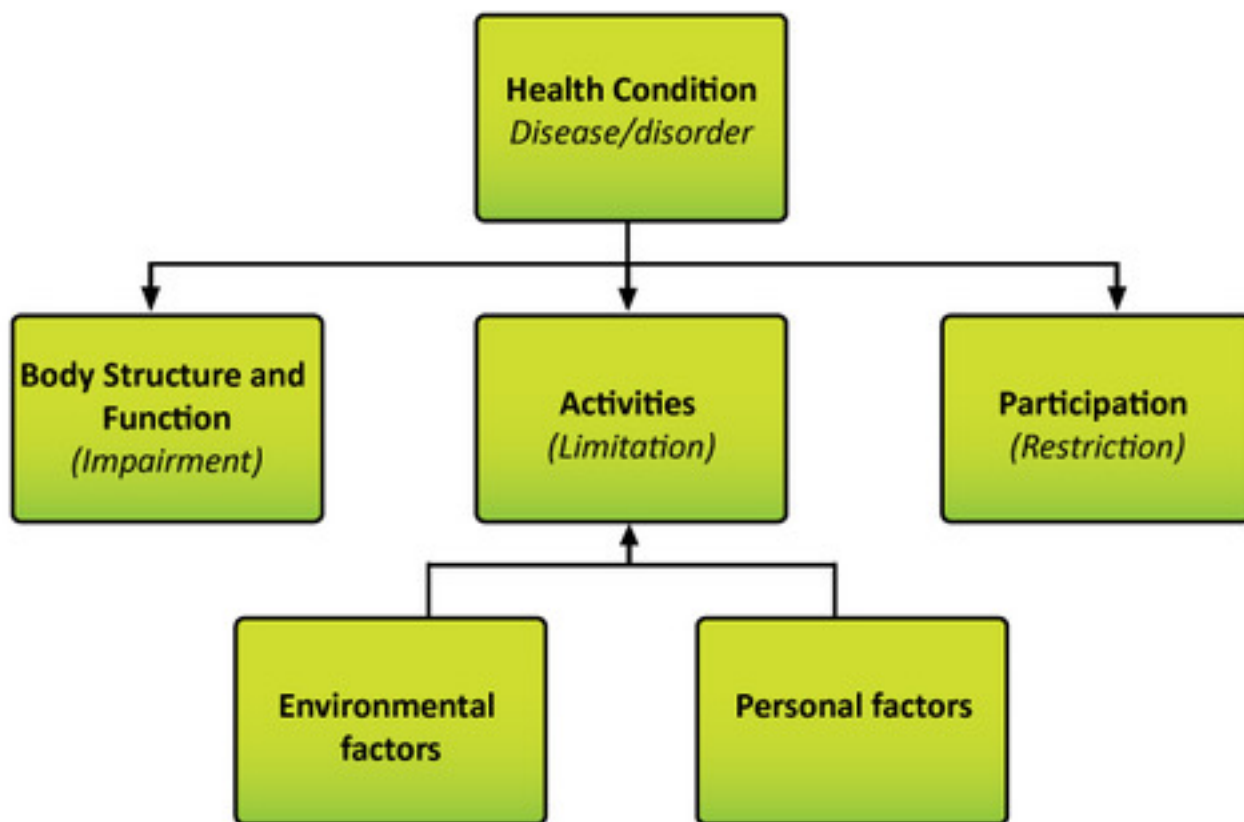 Health Condition
Disease/disorder
Body Structure and
Function
(Impairment)
Activities
(Limitation)
Participation
(Restriction)
Environmental
factors
Personal factors